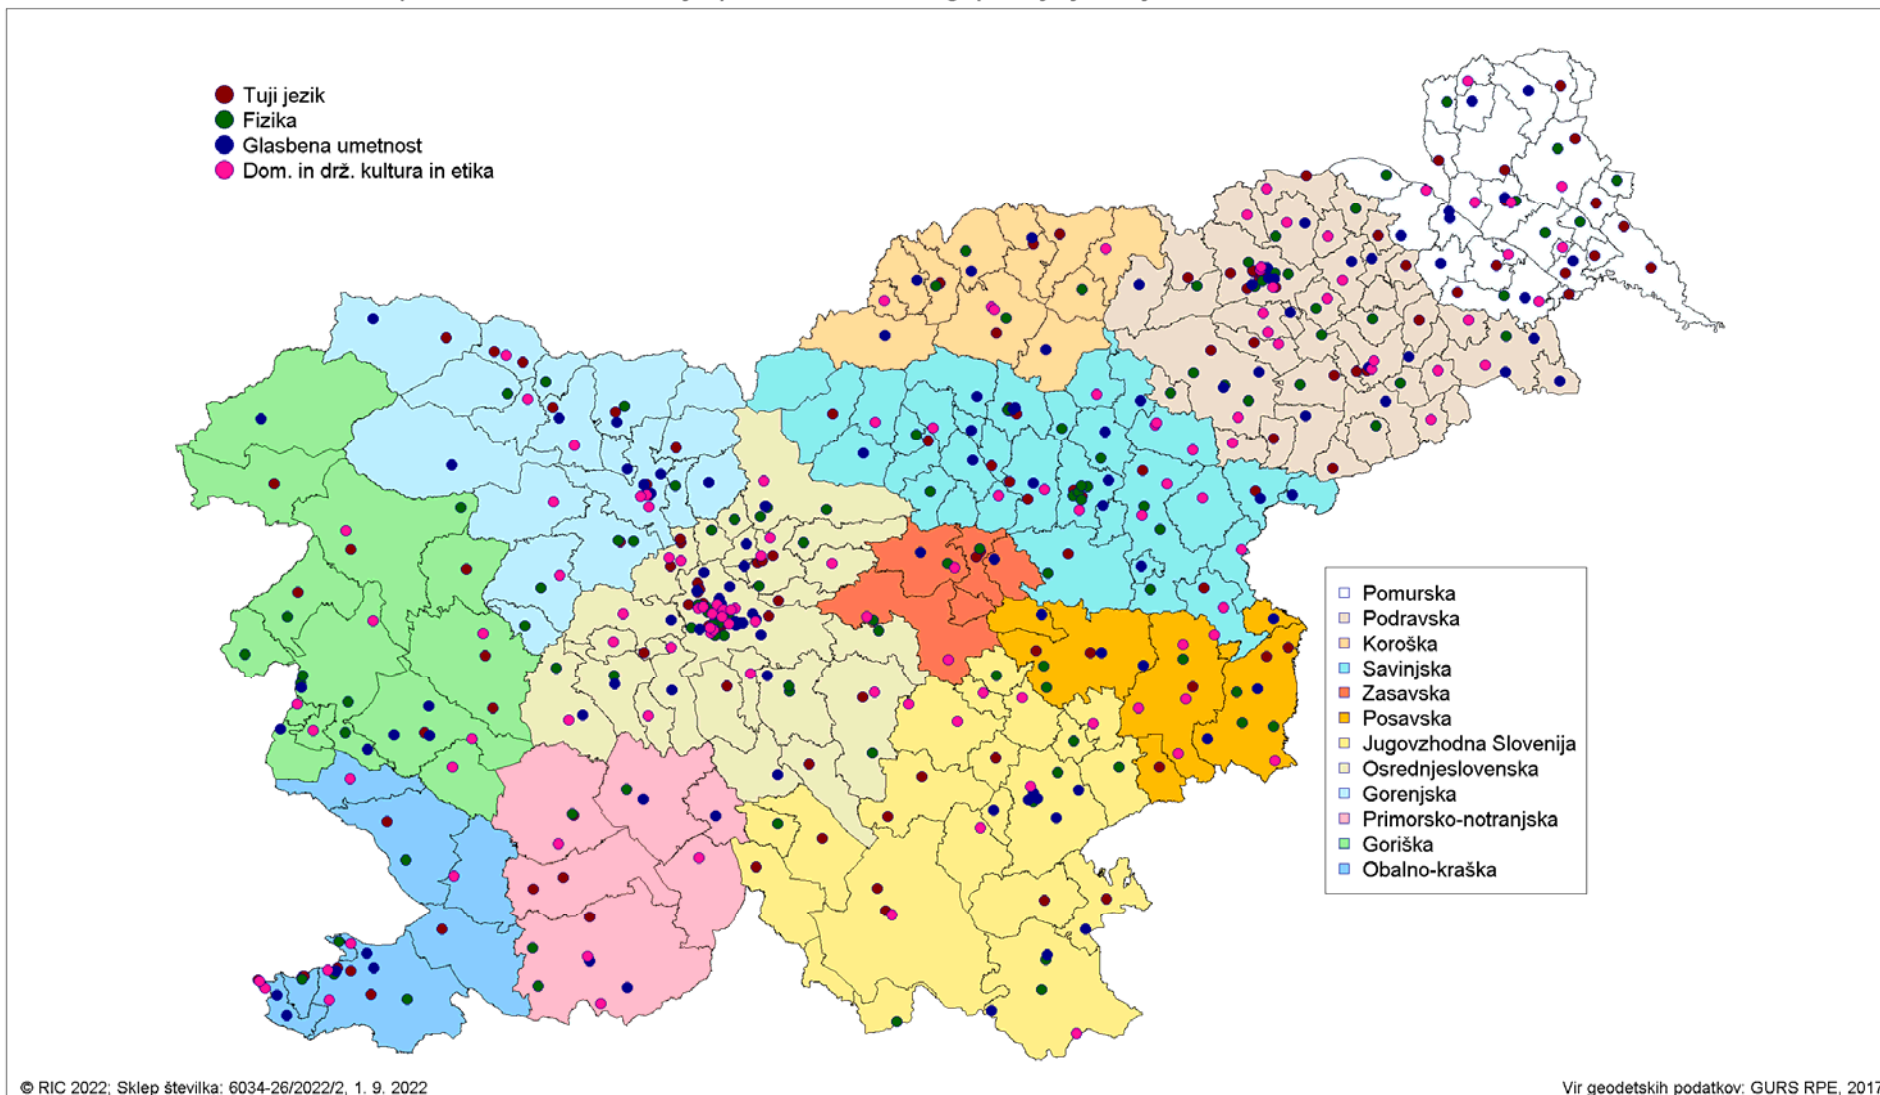 Tuji jezik
Fizika
Glasbena umetnost
Dom. in drž. kultura in etika
Pomurska
Podravska
Koroška
Savinjska
Zasavska
Posavska
Jugovzhodna Slovenija
Osrednjeslovenska
Gorenjska
Primorsko-notranjska
Goriška
Obalno-kraška
© RIC 2022; Sklep številka: 6034-26/2022/2, 1. 9. 2022
Vir geodetskih podatkov: GURS RPE, 2017